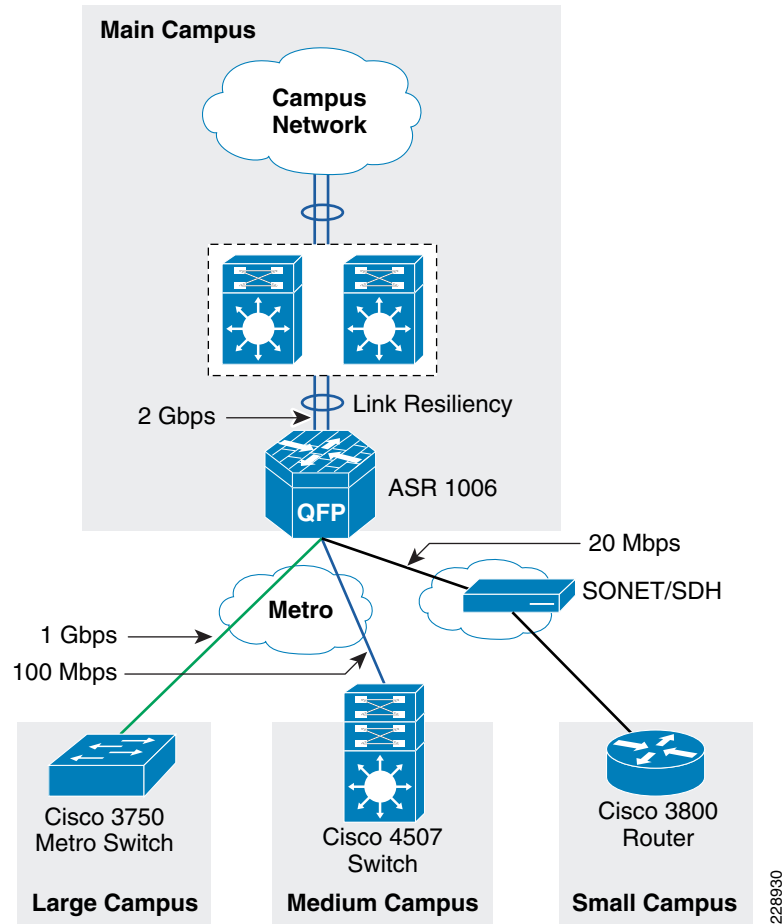 Main Campus
Campus
Network
Link Resiliency
2 Gbps
ASR 1006
QFP
20 Mbps
SONET/SDH
Metro
1 Gbps
100 Mbps
Cisco 3750
Metro Switch
Cisco 4507
Switch
Cisco 3800
Router
Large Campus
Medium Campus
Small Campus
228930